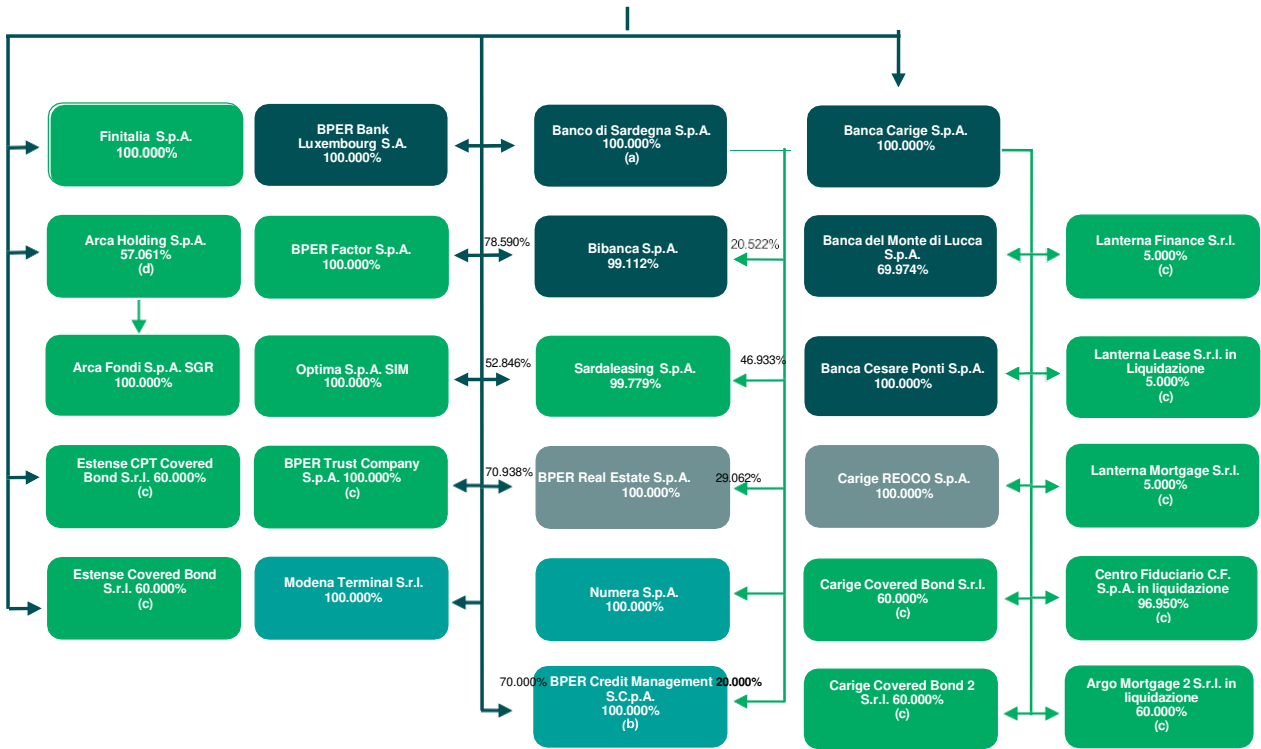 Finitalia S.p.A.
100.000%
BPER Bank
Luxembourg S.A.
100.000%
Banco di Sardegna S.p.A.
100.000%
(a)
Banca Carige S.p.A.
100.000%
Arca Holding S.p.A.
57.061%
(d)
BPER Factor S.p.A.
100.000%
78.590%
Bibanca S.p.A.
99.112%
20.522%
Banca del Monte di Lucca
S.p.A.
69.974%
Lanterna Finance S.r.l.
5.000%
(c)
Arca Fondi S.p.A. SGR
100.000%
Optima S.p.A. SIM
100.000%
52.846%
Sardaleasing S.p.A.
99.779%
46.933%
Banca Cesare Ponti S.p.A.
100.000%
Lanterna Lease S.r.l. in
Liquidazione
5.000%
(c)
Estense CPT Covered
Bond S.r.l. 60.000%
(c)
BPER Trust Company
S.p.A. 100.000%
(c)
70.938%
BPER Real Estate S.p.A.
100.000%
29.062%
Carige REOCO S.p.A.
100.000%
Lanterna Mortgage S.r.l.
5.000%
(c)
Estense Covered Bond
S.r.l. 60.000%
(c)
Modena Terminal S.r.l.
100.000%
Numera S.p.A.
100.000%
Carige Covered Bond S.r.l.
60.000%
(c)
Centro Fiduciario C.F.
S.p.A. in liquidazione
96.950%
(c)
70.000%
BPER Credit Management
S.C.p.A.
100.000%
(b)
20.000%
Carige Covered Bond 2
S.r.l. 60.000%
(c)
Argo Mortgage 2 S.r.l. in
liquidazione
60.000%
(c)